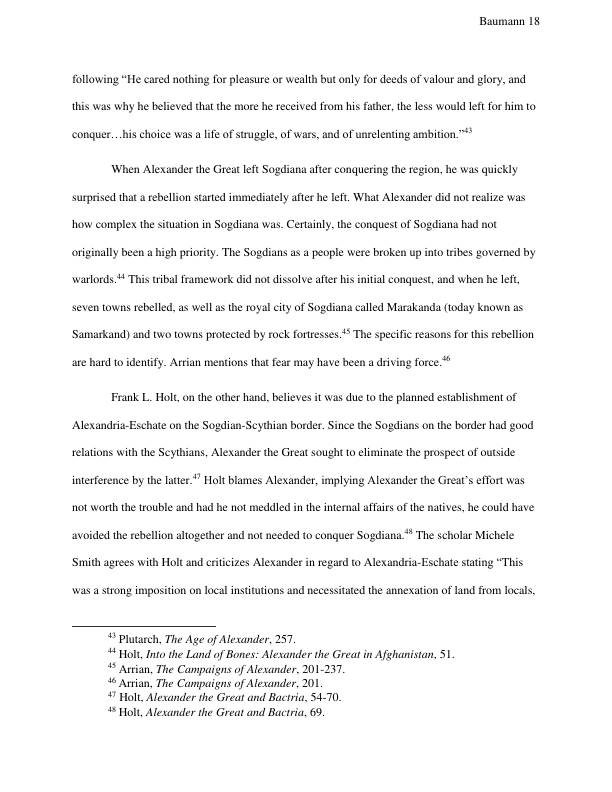 Baumann 18
following “He cared nothing for pleasure or wealth but only for deeds of valour and glory, and
this was why he believed that the more he received from his father, the less would left for him to
conquer…his choice was a life of struggle, of wars, and of unrelenting ambition.”43
When Alexander the Great left Sogdiana after conquering the region, he was quickly
surprised that a rebellion started immediately after he left. What Alexander did not realize was
how complex the situation in Sogdiana was. Certainly, the conquest of Sogdiana had not
originally been a high priority. The Sogdians as a people were broken up into tribes governed by
warlords.44 This tribal framework did not dissolve after his initial conquest, and when he left,
seven towns rebelled, as well as the royal city of Sogdiana called Marakanda (today known as
Samarkand) and two towns protected by rock fortresses.45 The specific reasons for this rebellion
are hard to identify. Arrian mentions that fear may have been a driving force.46
Frank L. Holt, on the other hand, believes it was due to the planned establishment of
Alexandria-Eschate on the Sogdian-Scythian border. Since the Sogdians on the border had good
relations with the Scythians, Alexander the Great sought to eliminate the prospect of outside
interference by the latter.47 Holt blames Alexander, implying Alexander the Great’s effort was
not worth the trouble and had he not meddled in the internal affairs of the natives, he could have
avoided the rebellion altogether and not needed to conquer Sogdiana.48 The scholar Michele
Smith agrees with Holt and criticizes Alexander in regard to Alexandria-Eschate stating “This
was a strong imposition on local institutions and necessitated the annexation of land from locals,
43 Plutarch, The Age of Alexander, 257.
44 Holt, Into the Land of Bones: Alexander the Great in Afghanistan, 51.
45 Arrian, The Campaigns of Alexander, 201-237.
46 Arrian, The Campaigns of Alexander, 201.
47 Holt, Alexander the Great and Bactria, 54-70.
48 Holt, Alexander the Great and Bactria, 69.